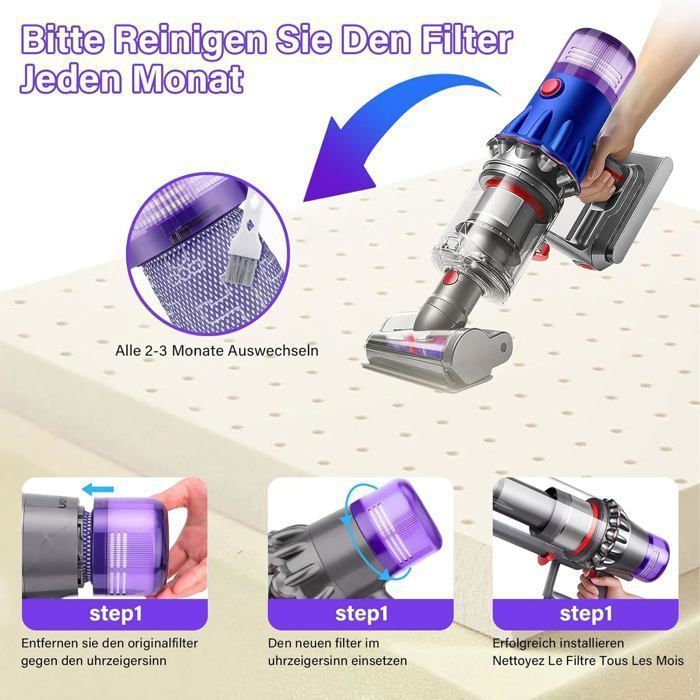 Bitte Reinigen Sie Den Filter
Jeden Monat
Alle 2-3 Monate Auswechseln
step1
step1
step1
Entfernen sie den originalfilter
gegen den uhrzeigersinn
Den neuen filter im
uhrzeigersinn einsetzen
Erfolgreich installieren
Nettoyez Le Filtre Tous Les Mois